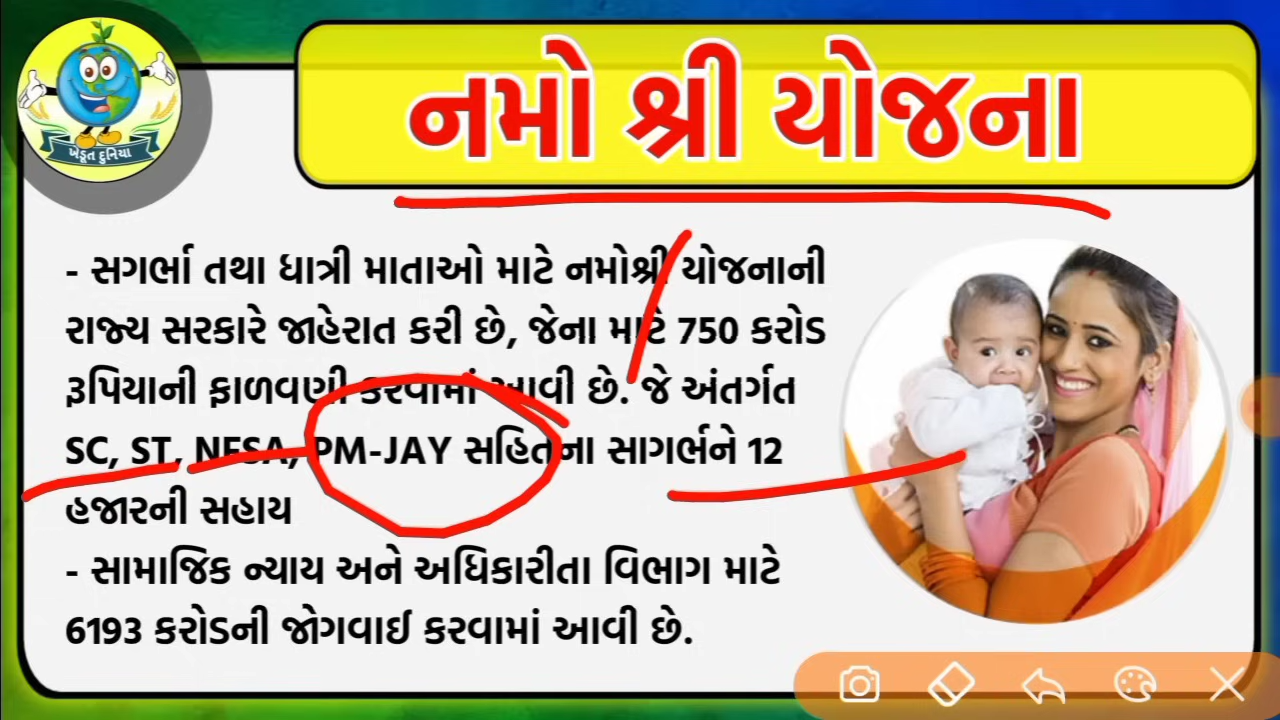 ખેડૂત દુનિયા
નમો શ્રી યોજના
- સગર્ભા તથા ધાત્રી માતાઓ માટે નમોશ્રી યોજનાની
રાજ્ય સરકારે જાહેરાત કરી છે, જેના માટે 750 કરોડ
રૂપિયાની ફાળવણી કરવામાં આવી છે. જે અંતર્ગત
SC, ST, NFSA, PM-JAY સહિતના સાગર્ભને 12
હજારની સહાય
- સામાજિક ન્યાય અને અધિકારીતા વિભાગ માટે
6193 કરોડની જોગવાઈ કરવામાં આવી છે.